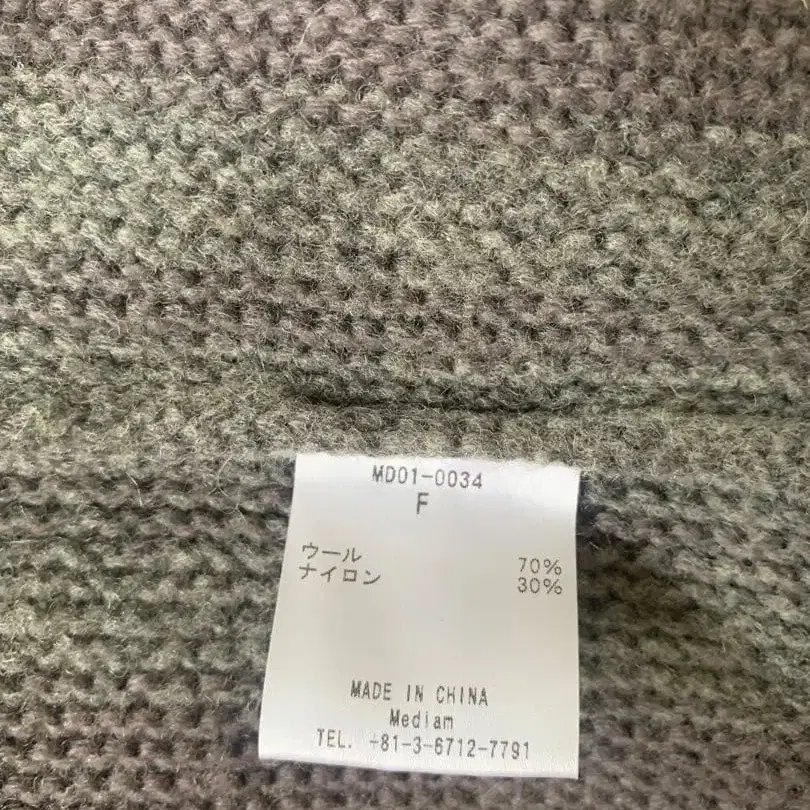 MD01-0034
F
ウール 70%
ナイロン 30%
MADE IN CHINA
Mediam
TEL. +81-3-6712-7791